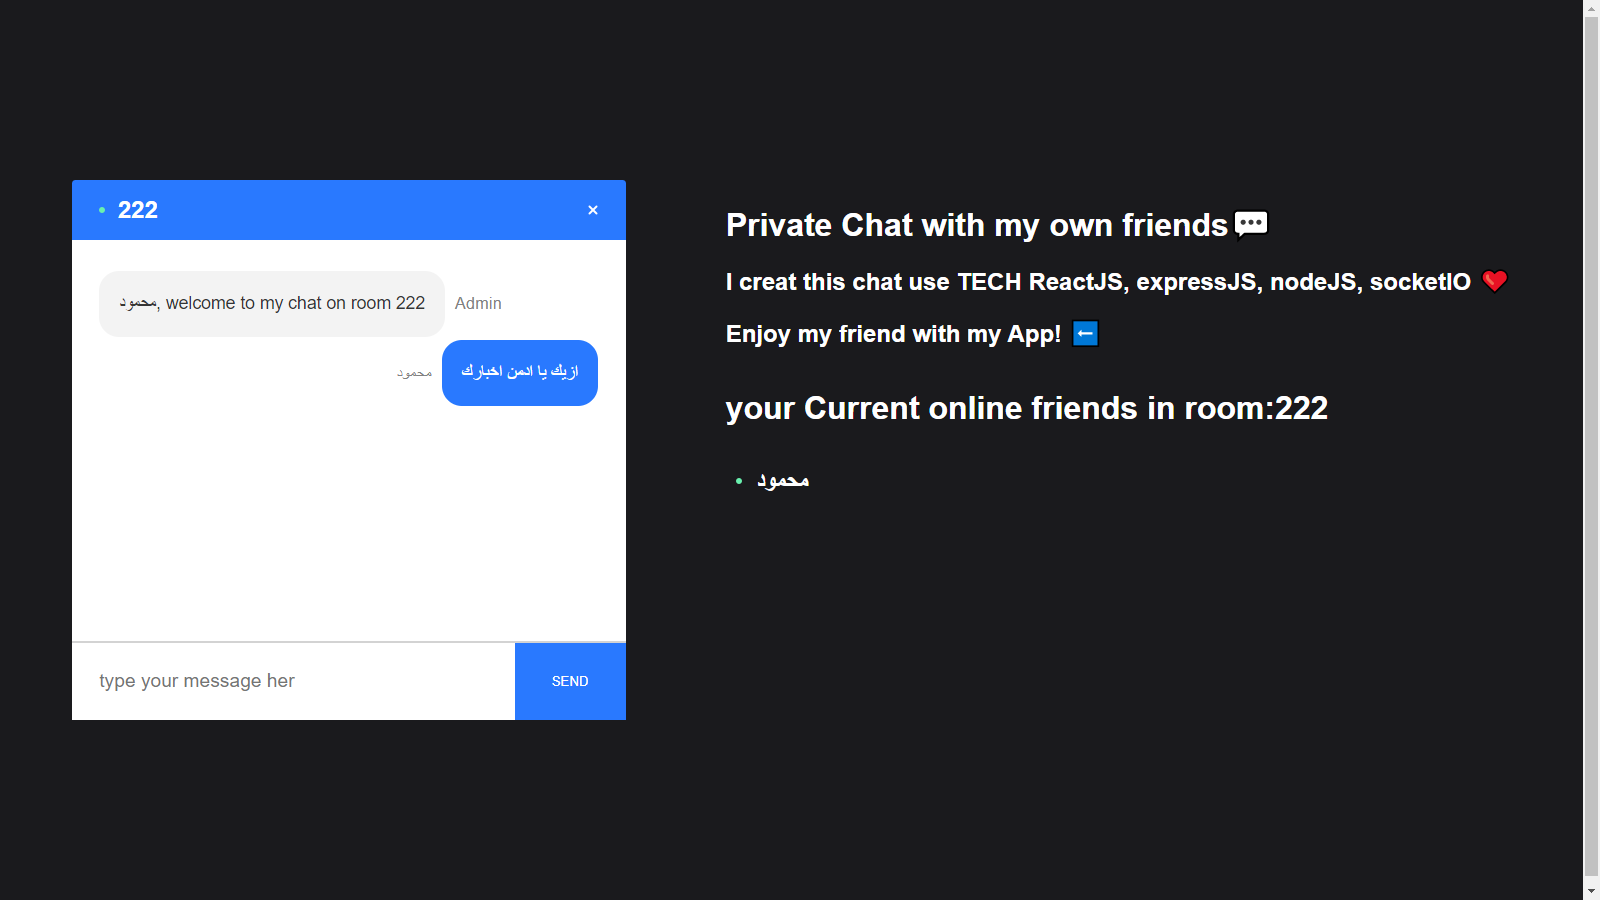 222
×
محمود, welcome to my chat on room 222 Admin
محمود ازيك يا ادمن اخبارك
type your message her
SEND
Private Chat with my own friends💬
I creat this chat use TECH ReactJS, expressJS, nodeJS, socketIO ❤️
Enjoy my friend with my App! ⬅️
your Current online friends in room:222
محمود